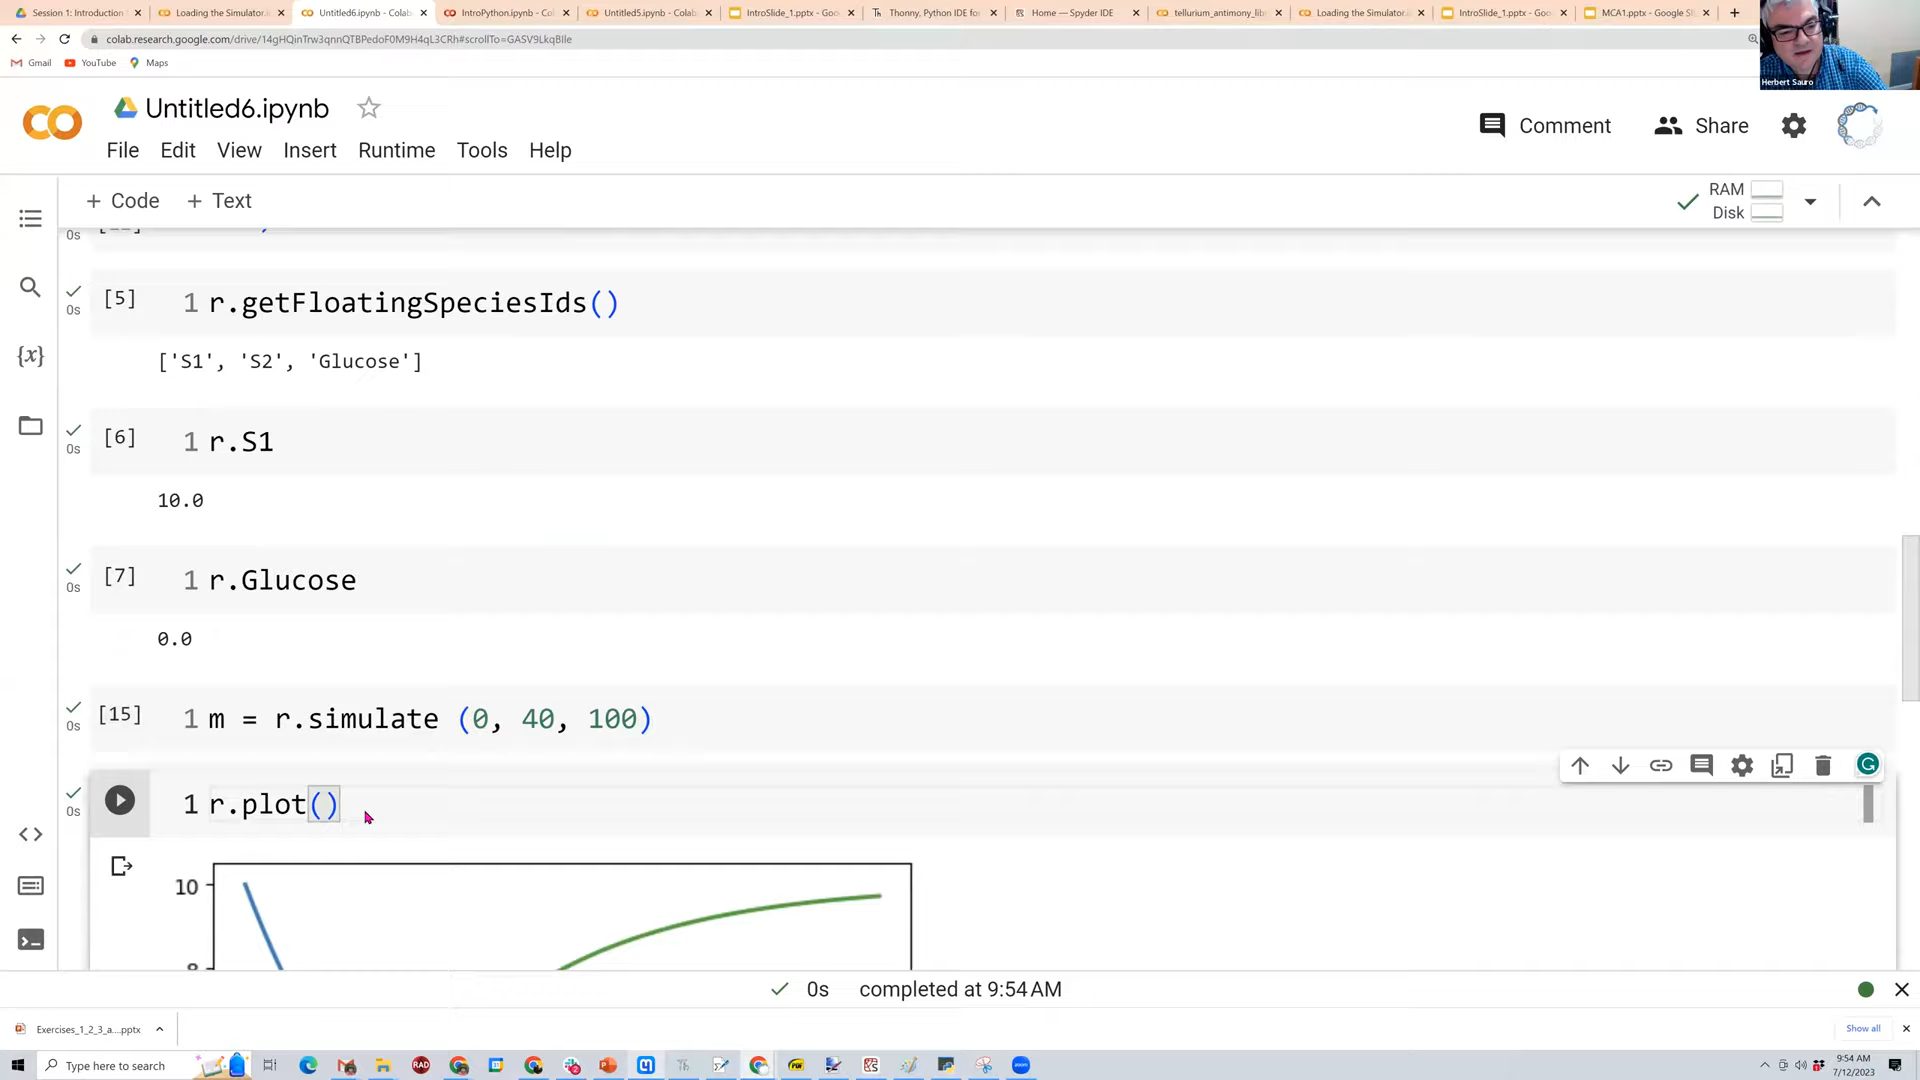 Session 1: Introduction
Loading the Simulator.i
Untitled6.ipynb - Colab
IntroPython.ipynb - Co
Untitled5.ipynb - Colab
IntroSlide_1.pptx - Goo
Thonny, Python IDE for
Home — Spyder IDE
tellurium_antimony_lib
Loading the Simulator.i
IntroSlide_1.pptx - Goo
MCA1.pptx - Google Sl
colab.research.google.com/drive/14gHQinTrw3qnnQTBPedoF0M9H4qL3CRh#scrollTo=GASV9LkqBIle
Gmail YouTube Maps
Herbert Sauro
CO Untitled6.ipynb
Comment Share
File Edit View Insert Runtime Tools Help
+ Code + Text
RAM
Disk
0s
[5] 1 r.getFloatingSpeciesIds()
0s
['S1', 'S2', 'Glucose']
[6] 1 r.S1
0s
10.0
[7] 1 r.Glucose
0s
0.0
[15] 1 m = r.simulate (0, 40, 100)
0s
1 r.plot()
0s
10
8
0s completed at 9:54 AM
Exercises_1_2_3_a....pptx
Show all
Type here to search
9:54 AM
7/12/2023